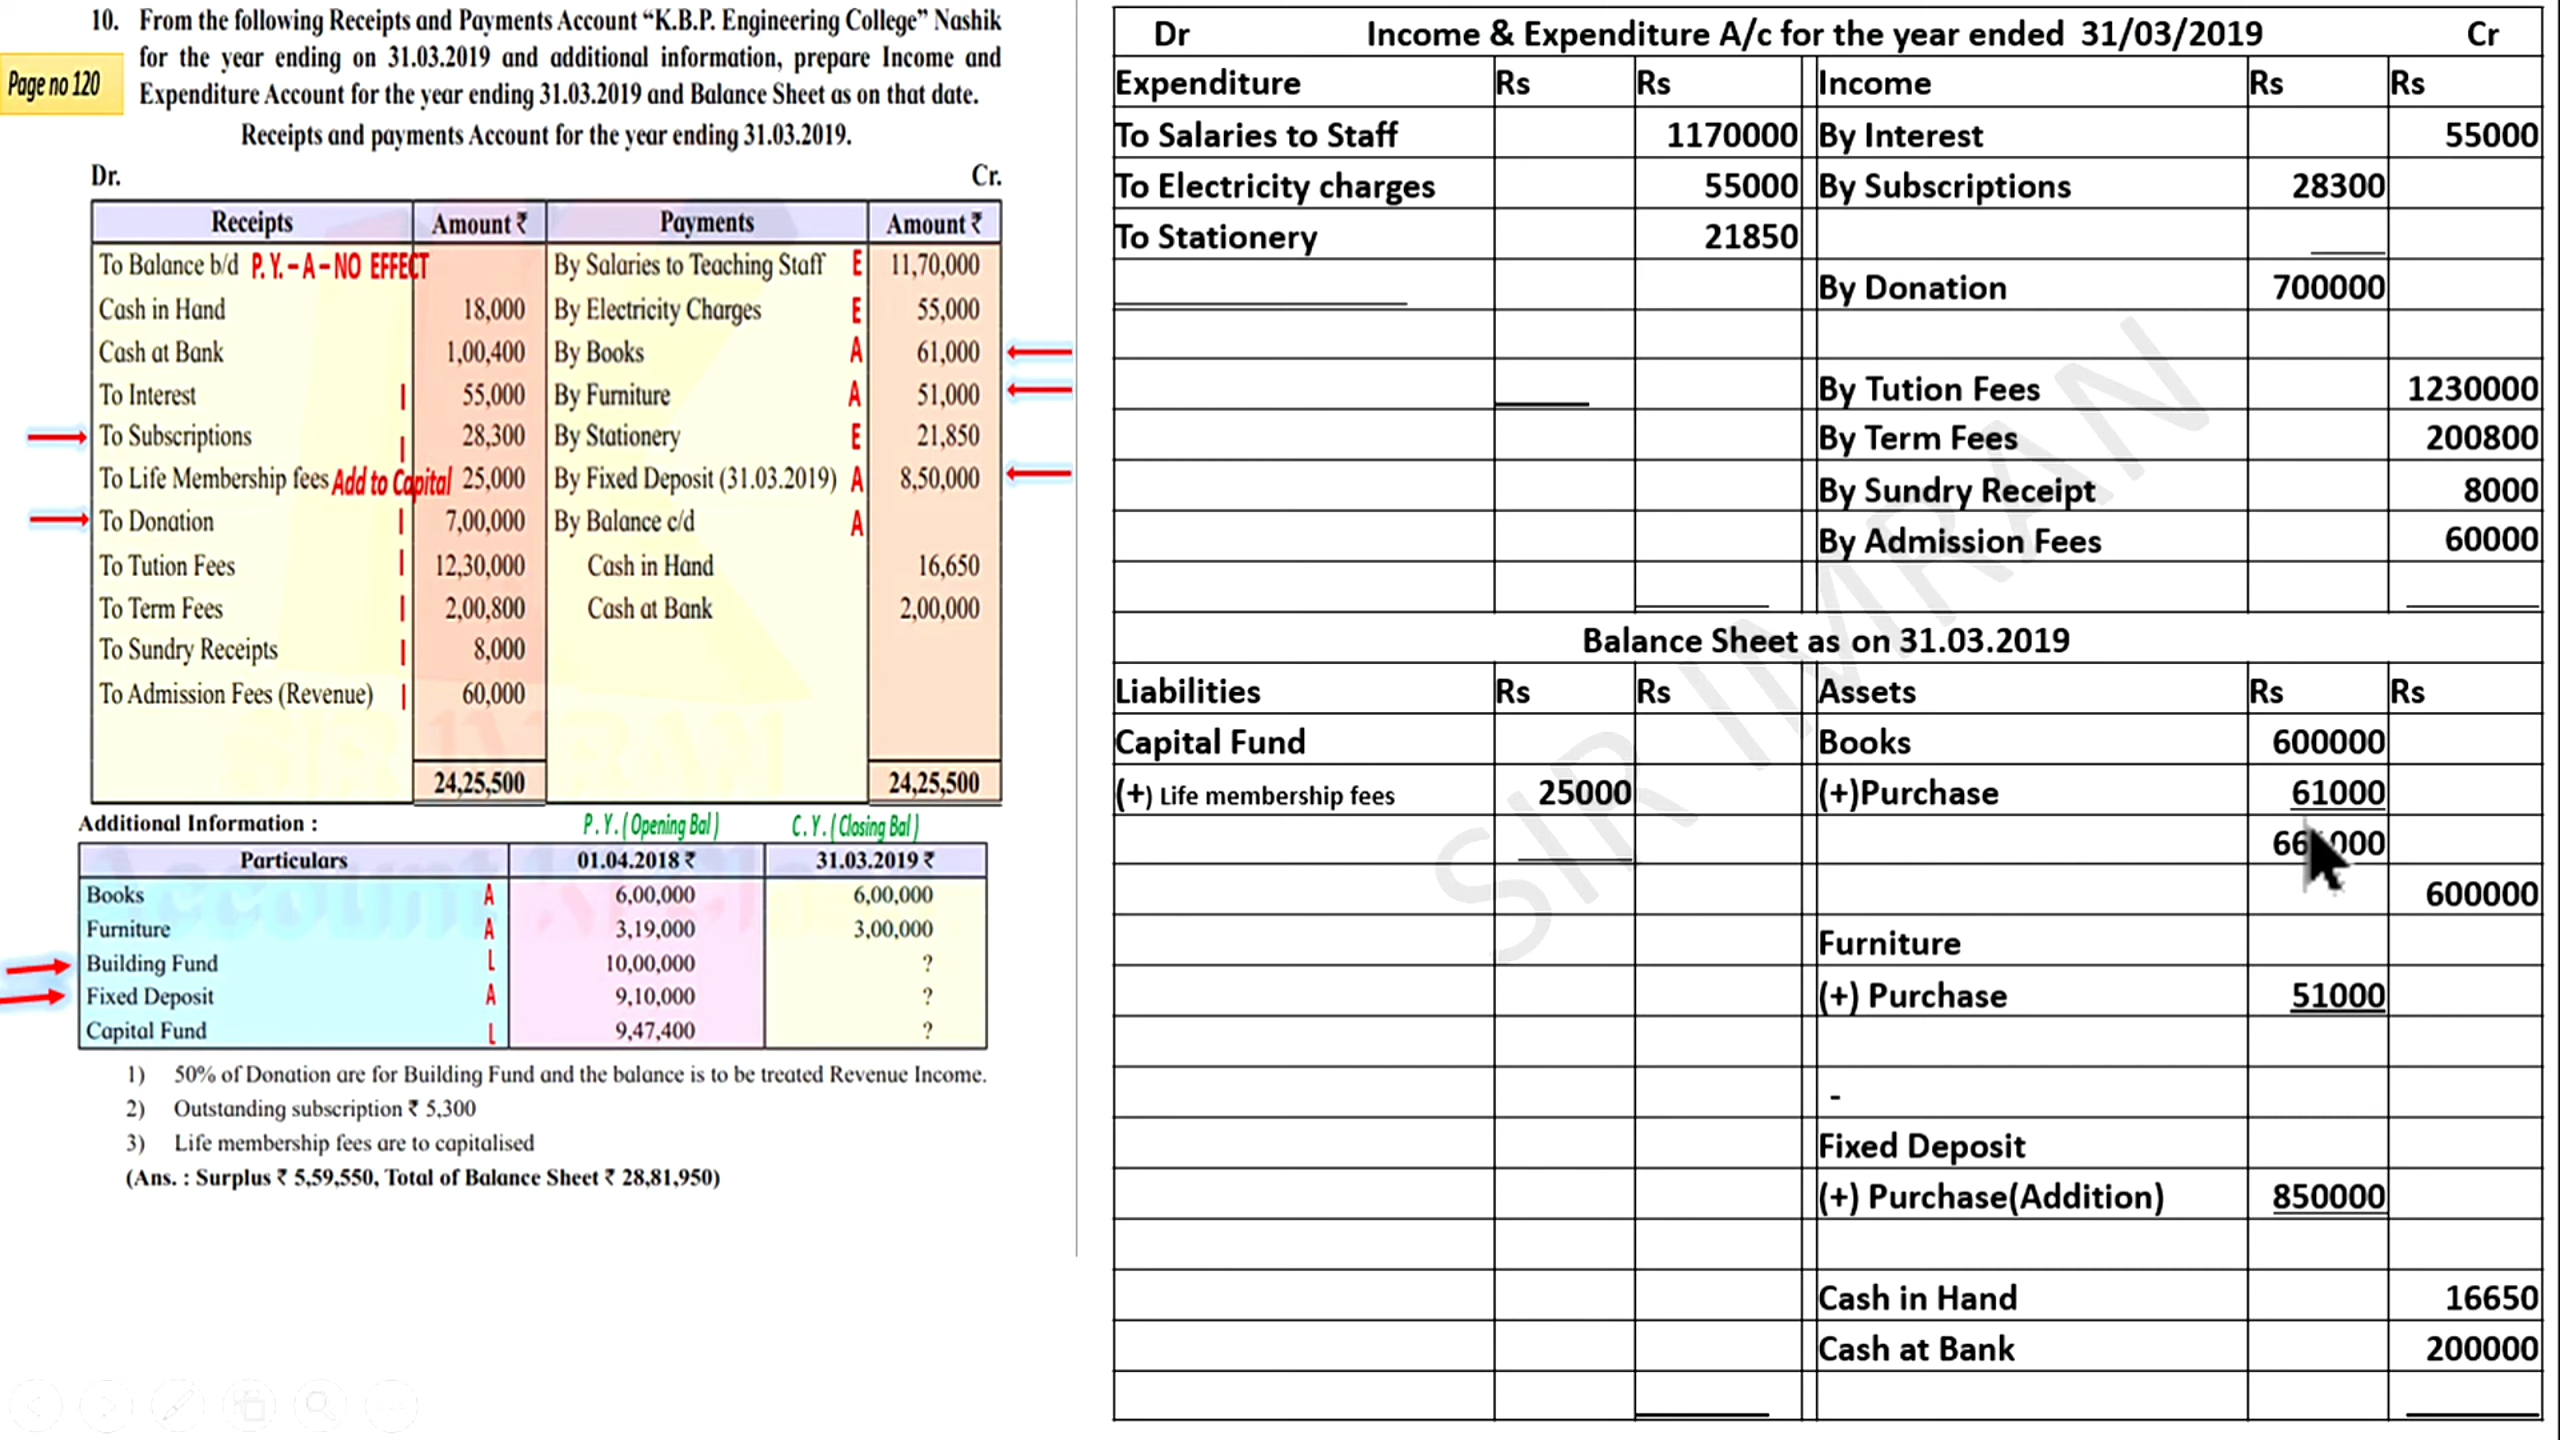 10. From the following Receipts and Payments Account “K.B.P. Engineering College” Nashik
for the year ending on 31.03.2019 and additional information, prepare Income and
Page no 120
Expenditure Account for the year ending 31.03.2019 and Balance Sheet as on that date.
Receipts and payments Account for the year ending 31.03.2019.
Dr. Cr.
Receipts Amount ₹ Payments Amount ₹
To Balance b/d P.Y.–A–NO EFFECT By Salaries to Teaching Staff E 11,70,000
Cash in Hand 18,000 By Electricity Charges E 55,000
Cash at Bank 1,00,400 By Books A 61,000
To Interest I 55,000 By Furniture A 51,000
To Subscriptions I 28,300 By Stationery E 21,850
To Life Membership fees Add to Capital 25,000 By Fixed Deposit (31.03.2019) A 8,50,000
To Donation I 7,00,000 By Balance c/d A
To Tution Fees I 12,30,000 Cash in Hand 16,650
To Term Fees I 2,00,800 Cash at Bank 2,00,000
To Sundry Receipts I 8,000
To Admission Fees (Revenue) I 60,000
24,25,500 24,25,500
Additional Information : P.Y. (Opening Bal) C.Y. (Closing Bal)
Particulars 01.04.2018 ₹ 31.03.2019 ₹
Books A 6,00,000 6,00,000
Furniture A 3,19,000 3,00,000
Building Fund L 10,00,000 ?
Fixed Deposit A 9,10,000 ?
Capital Fund L 9,47,400 ?
1) 50% of Donation are for Building Fund and the balance is to be treated Revenue Income.
2) Outstanding subscription ₹ 5,300
3) Life membership fees are to capitalised
(Ans. : Surplus ₹ 5,59,550, Total of Balance Sheet ₹ 28,81,950)
Dr Income & Expenditure A/c for the year ended 31/03/2019 Cr
Expenditure Rs Rs Income Rs Rs
To Salaries to Staff 1170000 By Interest 55000
To Electricity charges 55000 By Subscriptions 28300
To Stationery 21850
By Donation 700000
By Tution Fees 1230000
By Term Fees 200800
By Sundry Receipt 8000
By Admission Fees 60000
Balance Sheet as on 31.03.2019
Liabilities Rs Rs Assets Rs Rs
Capital Fund Books 600000
(+) Life membership fees 25000 (+)Purchase 61000
600000
Furniture
(+) Purchase 51000
-
Fixed Deposit
(+) Purchase(Addition) 850000
Cash in Hand 16650
Cash at Bank 200000
SIR IMRAN